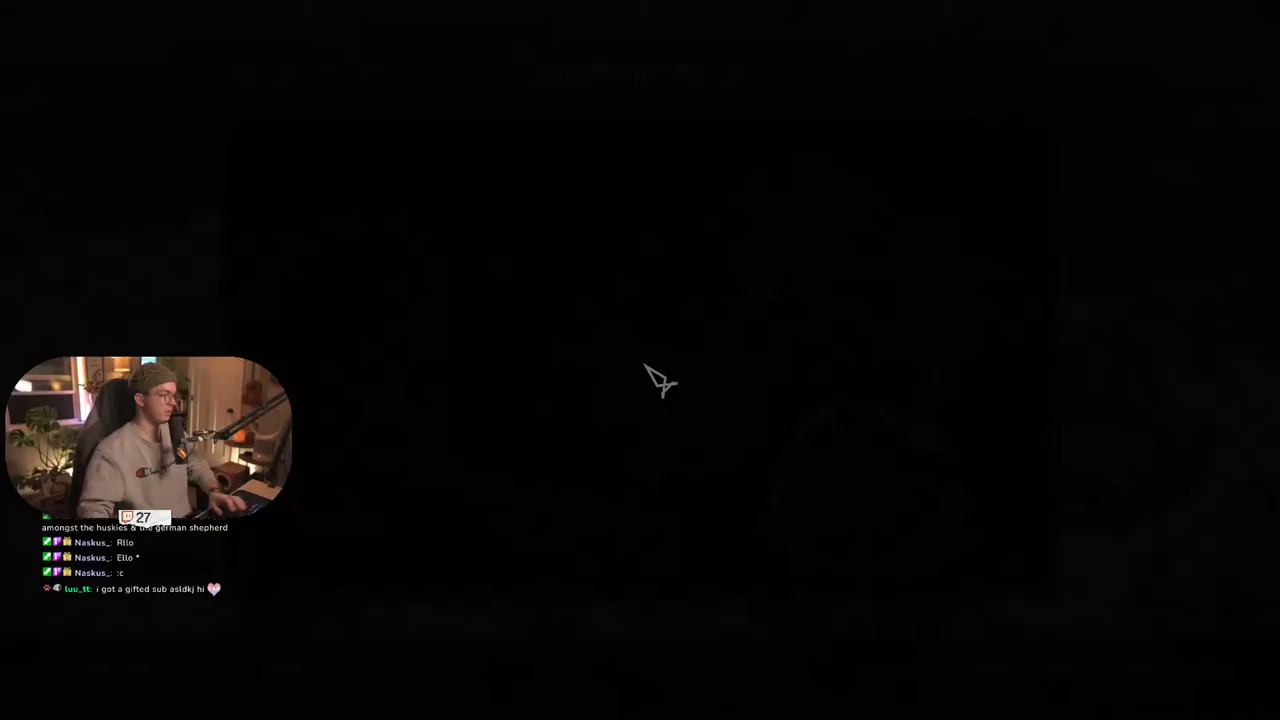 27
amongst the huskies & the german shepherd
Naskus_: Rllo
Naskus_: Ello *
Naskus_: :c
luu_tt: i got a gifted sub asldkj hi